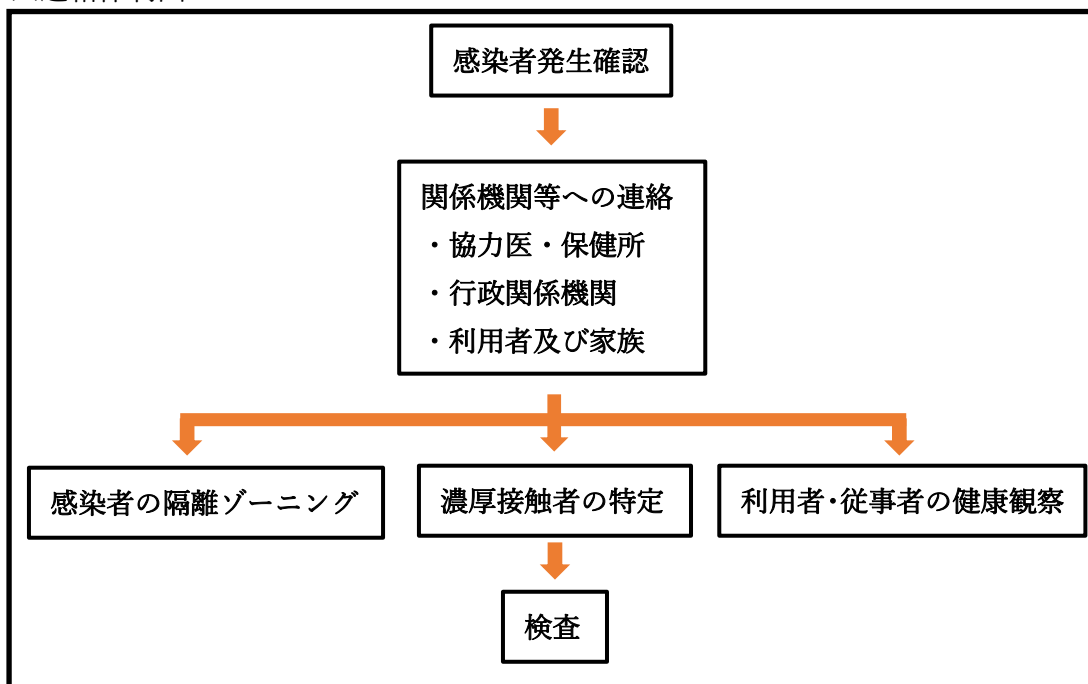 感染者発生確認
関係機関等への連絡
・協力医・保健所
・行政関係機関
・利用者及び家族
感染者の隔離ゾーニング
濃厚接触者の特定
利用者・従事者の健康観察
検査